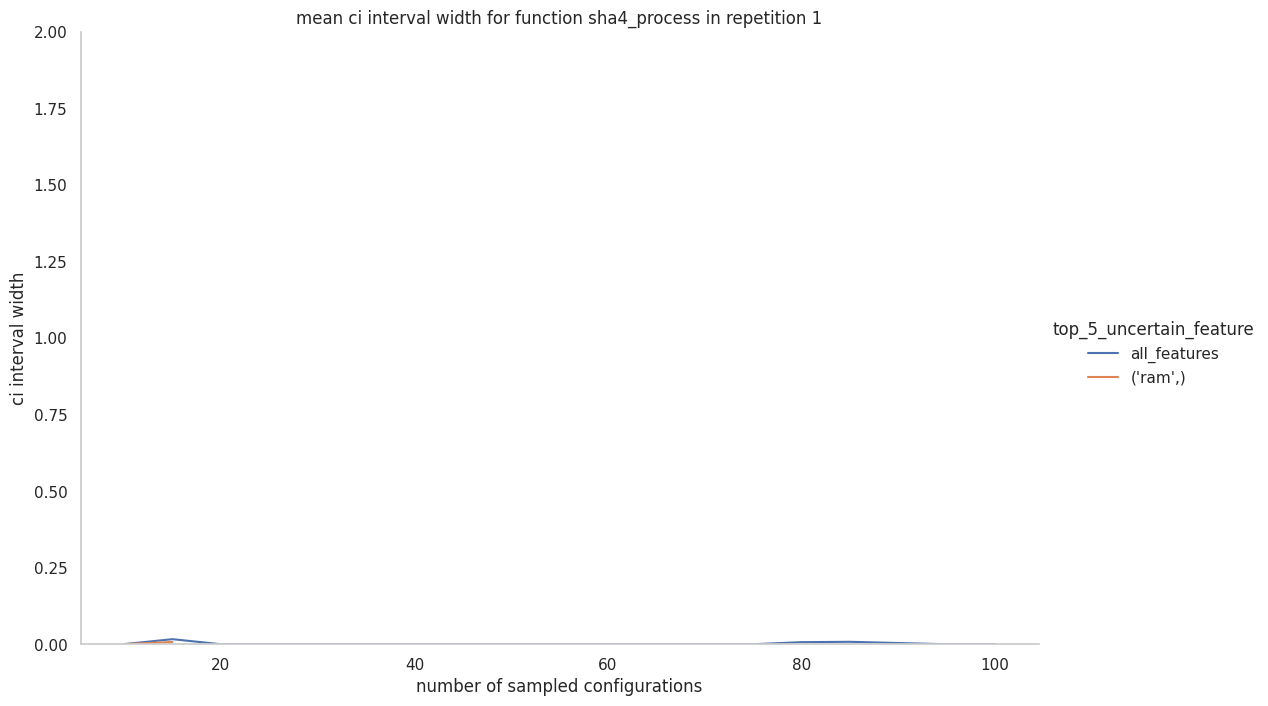 mean ci interval width for function sha4_process in repetition 1
2.00
1.75
1.50
1.25
1.00
0.75
0.50
0.25
0.00
ci interval width
20
40
60
80
100
number of sampled configurations
top_5_uncertain_feature
all_features
('ram',)